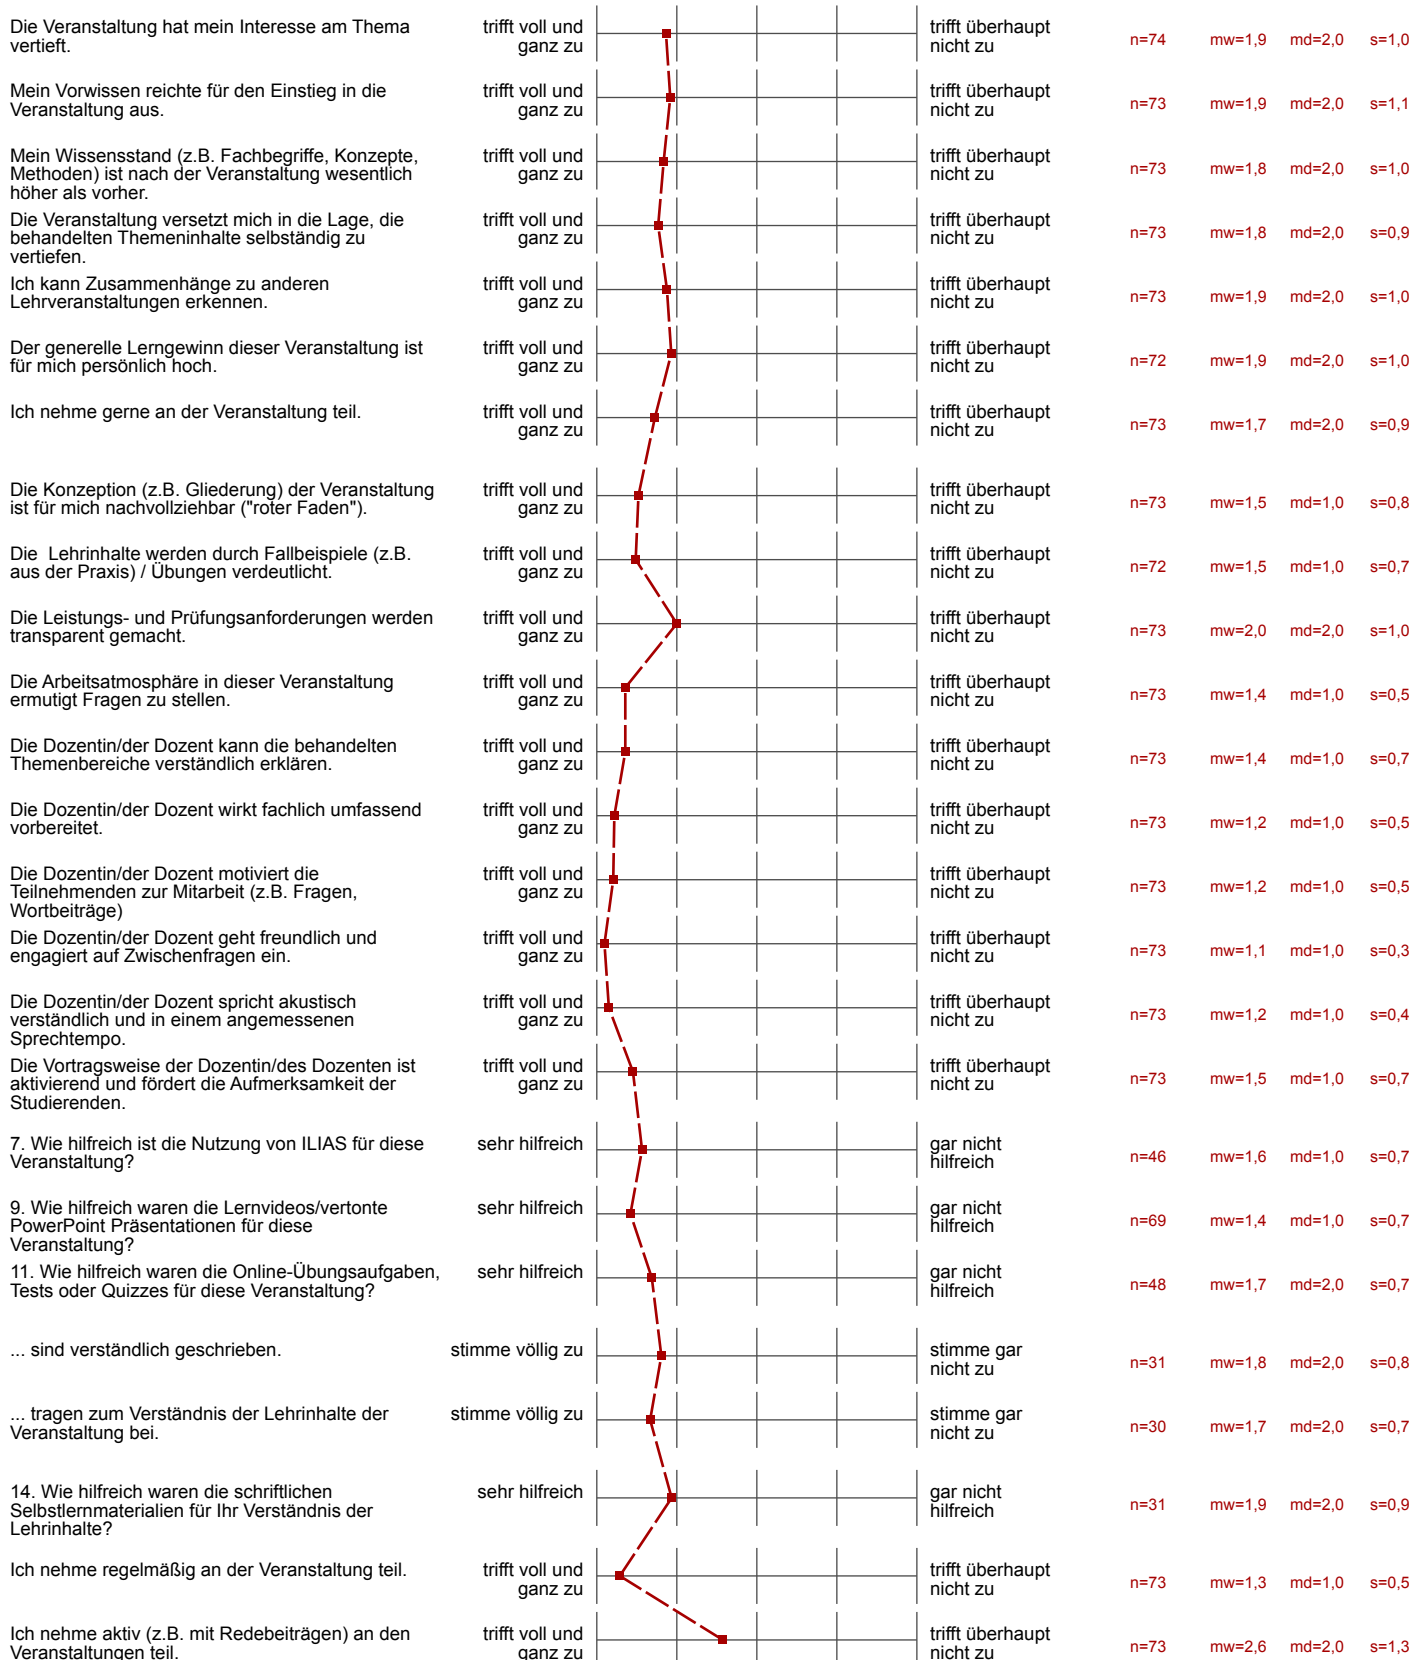 Die Veranstaltung hat mein Interesse am Thema
vertieft.
trifft voll und
ganz zu
trifft überhaupt
nicht zu
n=74 mw=1,9 md=2,0 s=1,0
Mein Vorwissen reichte für den Einstieg in die
Veranstaltung aus.
trifft voll und
ganz zu
trifft überhaupt
nicht zu
n=73 mw=1,9 md=2,0 s=1,1
Mein Wissensstand (z.B. Fachbegriffe, Konzepte,
Methoden) ist nach der Veranstaltung wesentlich
höher als vorher.
trifft voll und
ganz zu
trifft überhaupt
nicht zu
n=73 mw=1,8 md=2,0 s=1,0
Die Veranstaltung versetzt mich in die Lage, die
behandelten Themeninhalte selbständig zu
vertiefen.
trifft voll und
ganz zu
trifft überhaupt
nicht zu
n=73 mw=1,8 md=2,0 s=0,9
Ich kann Zusammenhänge zu anderen
Lehrveranstaltungen erkennen.
trifft voll und
ganz zu
trifft überhaupt
nicht zu
n=73 mw=1,9 md=2,0 s=1,0
Der generelle Lerngewinn dieser Veranstaltung ist
für mich persönlich hoch.
trifft voll und
ganz zu
trifft überhaupt
nicht zu
n=72 mw=1,9 md=2,0 s=1,0
Ich nehme gerne an der Veranstaltung teil.
trifft voll und
ganz zu
trifft überhaupt
nicht zu
n=73 mw=1,7 md=2,0 s=0,9
Die Konzeption (z.B. Gliederung) der Veranstaltung
ist für mich nachvollziehbar ("roter Faden").
trifft voll und
ganz zu
trifft überhaupt
nicht zu
n=73 mw=1,5 md=1,0 s=0,8
Die  Lehrinhalte werden durch Fallbeispiele (z.B.
aus der Praxis) / Übungen verdeutlicht.
trifft voll und
ganz zu
trifft überhaupt
nicht zu
n=72 mw=1,5 md=1,0 s=0,7
Die Leistungs- und Prüfungsanforderungen werden
transparent gemacht.
trifft voll und
ganz zu
trifft überhaupt
nicht zu
n=73 mw=2,0 md=2,0 s=1,0
Die Arbeitsatmosphäre in dieser Veranstaltung
ermutigt Fragen zu stellen.
trifft voll und
ganz zu
trifft überhaupt
nicht zu
n=73 mw=1,4 md=1,0 s=0,5
Die Dozentin/der Dozent kann die behandelten
Themenbereiche verständlich erklären.
trifft voll und
ganz zu
trifft überhaupt
nicht zu
n=73 mw=1,4 md=1,0 s=0,7
Die Dozentin/der Dozent wirkt fachlich umfassend
vorbereitet.
trifft voll und
ganz zu
trifft überhaupt
nicht zu
n=73 mw=1,2 md=1,0 s=0,5
Die Dozentin/der Dozent motiviert die
Teilnehmenden zur Mitarbeit (z.B. Fragen,
Wortbeiträge)
trifft voll und
ganz zu
trifft überhaupt
nicht zu
n=73 mw=1,2 md=1,0 s=0,5
Die Dozentin/der Dozent geht freundlich und
engagiert auf Zwischenfragen ein.
trifft voll und
ganz zu
trifft überhaupt
nicht zu
n=73 mw=1,1 md=1,0 s=0,3
Die Dozentin/der Dozent spricht akustisch
verständlich und in einem angemessenen
Sprechtempo.
trifft voll und
ganz zu
trifft überhaupt
nicht zu
n=73 mw=1,2 md=1,0 s=0,4
Die Vortragsweise der Dozentin/des Dozenten ist
aktivierend und fördert die Aufmerksamkeit der
Studierenden.
trifft voll und
ganz zu
trifft überhaupt
nicht zu
n=73 mw=1,5 md=1,0 s=0,7
7. Wie hilfreich ist die Nutzung von ILIAS für diese
Veranstaltung?
sehr hilfreich
gar nicht
hilfreich
n=46 mw=1,6 md=1,0 s=0,7
9. Wie hilfreich waren die Lernvideos/vertonte
PowerPoint Präsentationen für diese
Veranstaltung?
sehr hilfreich
gar nicht
hilfreich
n=69 mw=1,4 md=1,0 s=0,7
11. Wie hilfreich waren die Online-Übungsaufgaben,
Tests oder Quizzes für diese Veranstaltung?
sehr hilfreich
gar nicht
hilfreich
n=48 mw=1,7 md=2,0 s=0,7
... sind verständlich geschrieben.
stimme völlig zu
stimme gar
nicht zu
n=31 mw=1,8 md=2,0 s=0,8
... tragen zum Verständnis der Lehrinhalte der
Veranstaltung bei.
stimme völlig zu
stimme gar
nicht zu
n=30 mw=1,7 md=2,0 s=0,7
14. Wie hilfreich waren die schriftlichen
Selbstlernmaterialien für Ihr Verständnis der
Lehrinhalte?
sehr hilfreich
gar nicht
hilfreich
n=31 mw=1,9 md=2,0 s=0,9
Ich nehme regelmäßig an der Veranstaltung teil.
trifft voll und
ganz zu
trifft überhaupt
nicht zu
n=73 mw=1,3 md=1,0 s=0,5
Ich nehme aktiv (z.B. mit Redebeiträgen) an den
Veranstaltungen teil.
trifft voll und
ganz zu
trifft überhaupt
nicht zu
n=73 mw=2,6 md=2,0 s=1,3